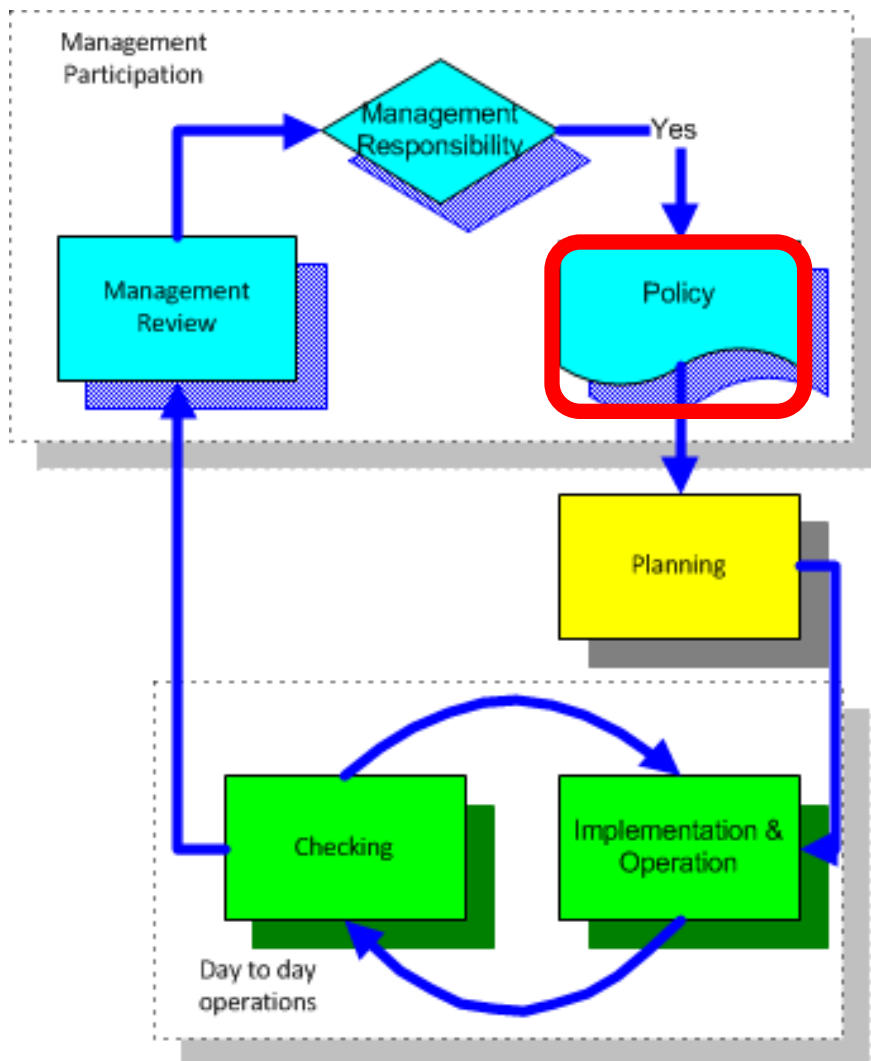 Management
Participation
Management
Responsibility
Yes
Management
Review
Policy
Planning
Checking
Implementation &
Operation
Day to day
operations